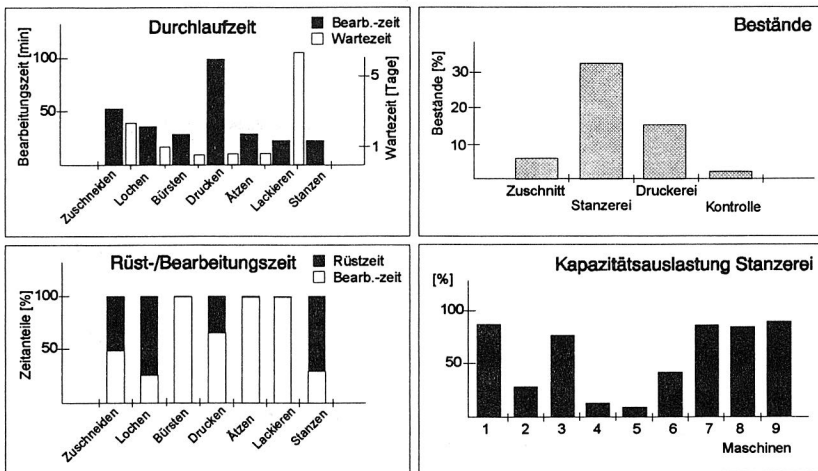 Durchlaufzeit
Bearb.-zeit
Wartezeit
Bearbeitungszeit [min]
100
50
Wartezeit [Tage]
5
1
Zuschneiden
Lochen
Bürsten
Drucken
Ätzen
Lackieren
Stanzen
Bestände
Bestände [%]
30
20
10
Zuschnitt
Stanzerei
Druckerei
Kontrolle
Rüst-/Bearbeitungszeit
Rüstzeit
Bearb.-zeit
Zeitanteile [%]
100
50
Zuschneiden
Lochen
Bürsten
Drucken
Ätzen
Lackieren
Stanzen
Kapazitätsauslastung Stanzerei
[%]
100
50
1 2 3 4 5 6 7 8 9
Maschinen